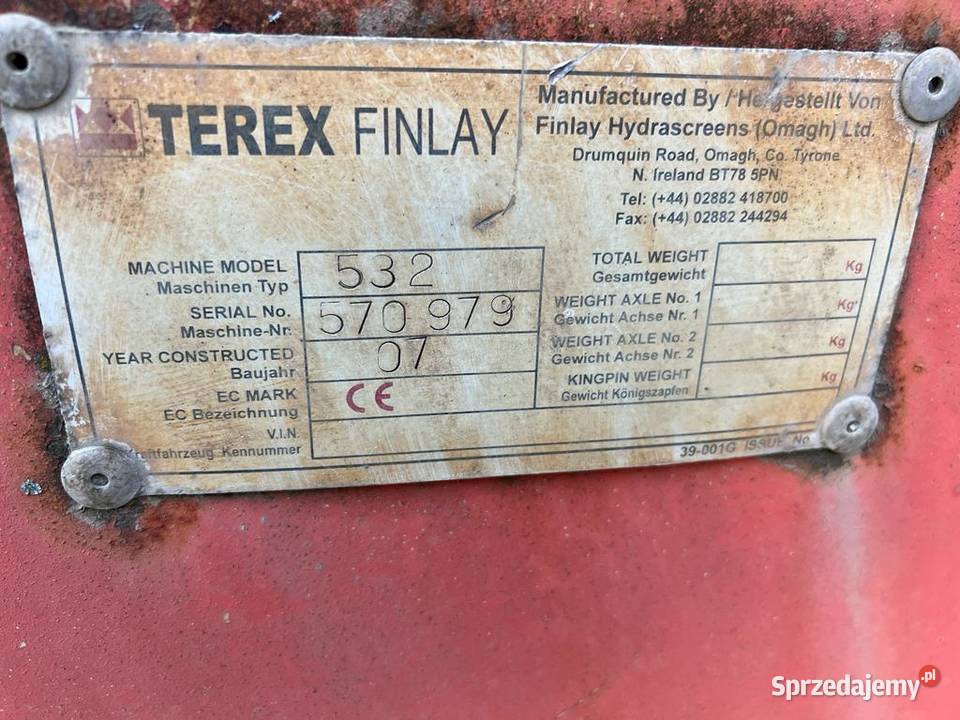 TEREX FINLAY
Manufactured By / Hergestellt Von
Finlay Hydrascreens (Omagh) Ltd.
Drumquin Road, Omagh, Co. Tyrone
N. Ireland BT78 5PN
Tel: (+44) 02882 418700
Fax: (+44) 02882 244294
MACHINE MODEL 532
Maschinen Typ
SERIAL No. 570 979
Maschine-Nr.
YEAR CONSTRUCTED 07
Baujahr
EC MARK CE
EC Bezeichnung
V.I.N.
Kraftfahrzeug Kennummer
TOTAL WEIGHT Kg
Gesamtgewicht
WEIGHT AXLE No. 1 Kg
Gewicht Achse Nr. 1
WEIGHT AXLE No. 2 Kg
Gewicht Achse Nr. 2
KINGPIN WEIGHT Kg
Gewicht Königszapfen
39-001G ISSUE No
Sprzedajemy.pl